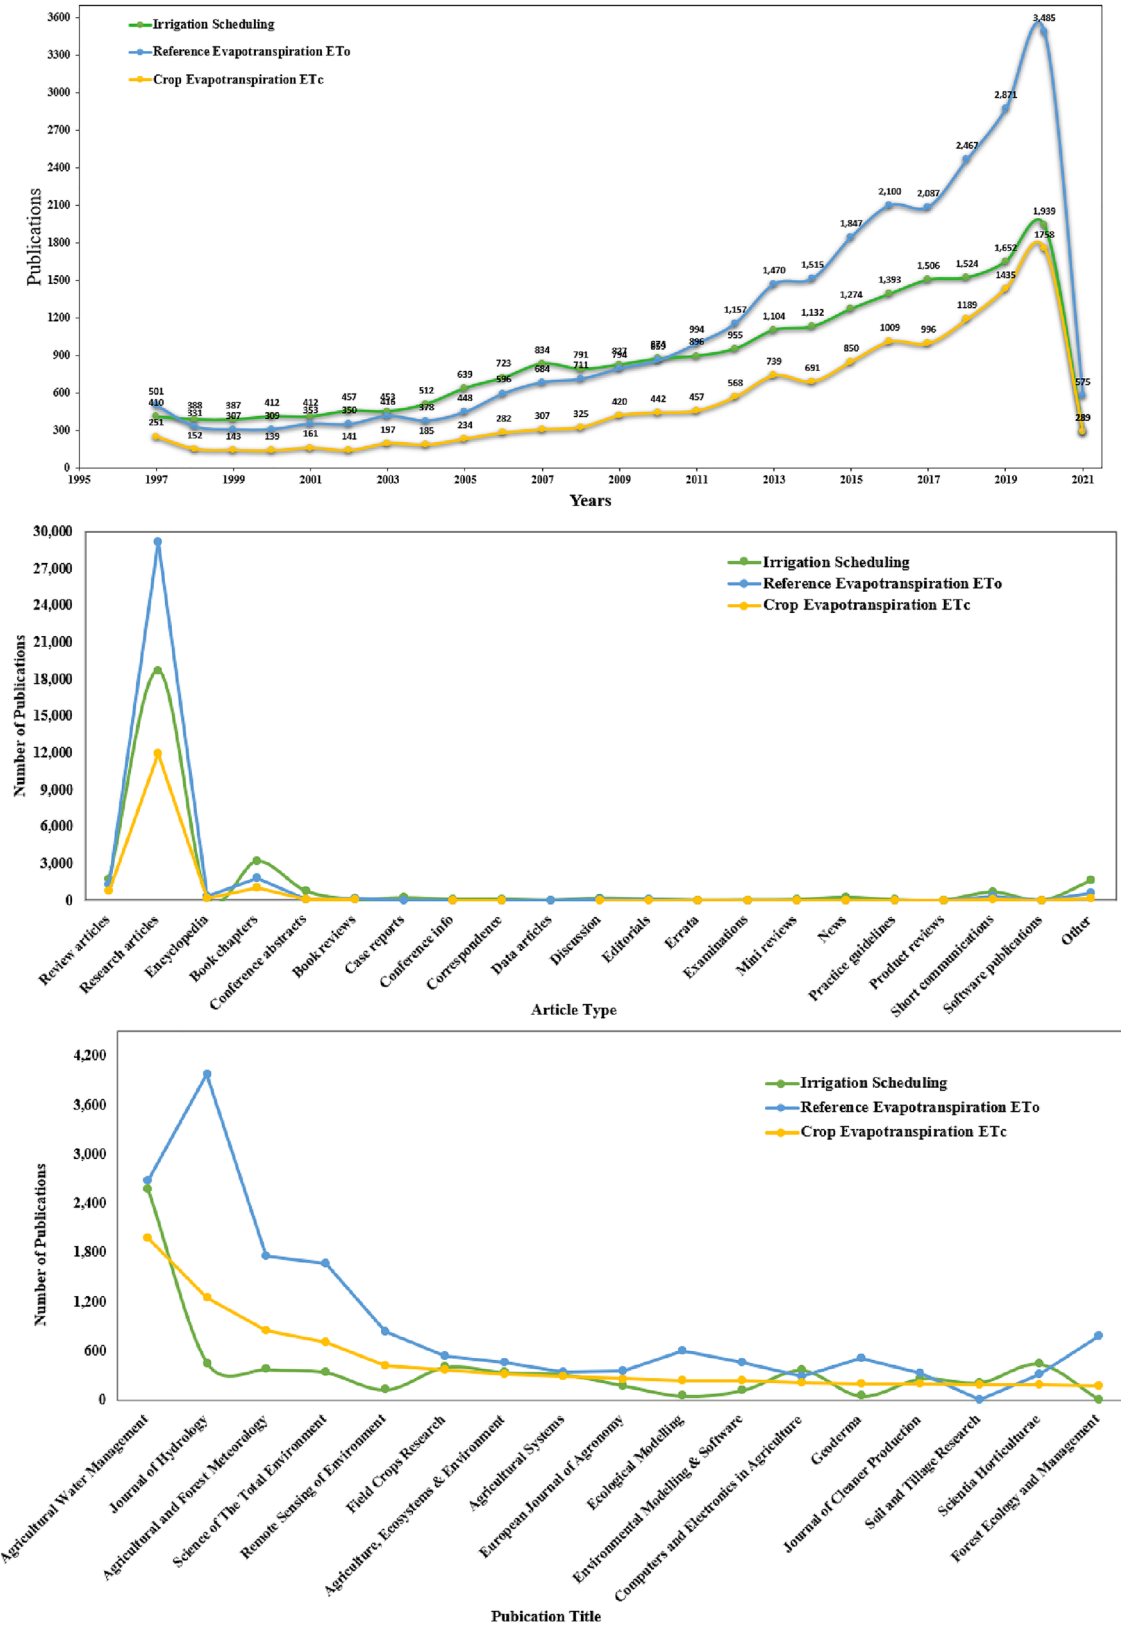 3600
3300
3000
2700
2400
2100
1800
1500
1200
900
600
300
0
Publications
Irrigation Scheduling
Reference Evapotranspiration ETo
Crop Evapotranspiration ETc
501 331 307 309 353 350 416 378 448 596 684 711 794 994 1,157 1,470 1,515 1,847 2,100 2,087 2,467 2,871 3,485 575
410 388 387 412 412 457 453 512 639 723 834 791 827 874 896 955 1,104 1,132 1,274 1,393 1,506 1,524 1,652 1,939
251 152 143 139 161 141 197 185 234 282 307 325 420 442 457 568 739 691 850 1009 996 1189 1435 1758 289
1995 1997 1999 2001 2003 2005 2007 2009 2011 2013 2015 2017 2019 2021
Years
30,000
27,000
24,000
21,000
18,000
15,000
12,000
9,000
6,000
3,000
0
Number of Publications
Irrigation Scheduling
Reference Evapotranspiration ETo
Crop Evapotranspiration ETc
Review articles
Research articles
Encyclopedia
Book chapters
Conference abstracts
Book reviews
Case reports
Conference info
Correspondence
Data articles
Discussion
Editorials
Errata
Examinations
Mini reviews
News
Practice guidelines
Product reviews
Short communications
Software publications
Other
Article Type
4,200
3,600
3,000
2,400
1,800
1,200
600
0
Number of Publications
Irrigation Scheduling
Reference Evapotranspiration ETo
Crop Evapotranspiration ETc
Agricultural Water Management
Journal of Hydrology
Agricultural and Forest Meteorology
Science of The Total Environment
Remote Sensing of Environment
Field Crops Research
Agriculture, Ecosystems & Environment
Agricultural Systems
European Journal of Agronomy
Ecological Modelling
Environmental Modelling & Software
Computers and Electronics in Agriculture
Geoderma
Journal of Cleaner Production
Soil and Tillage Research
Scientia Horticulturae
Forest Ecology and Management
Pubication Title